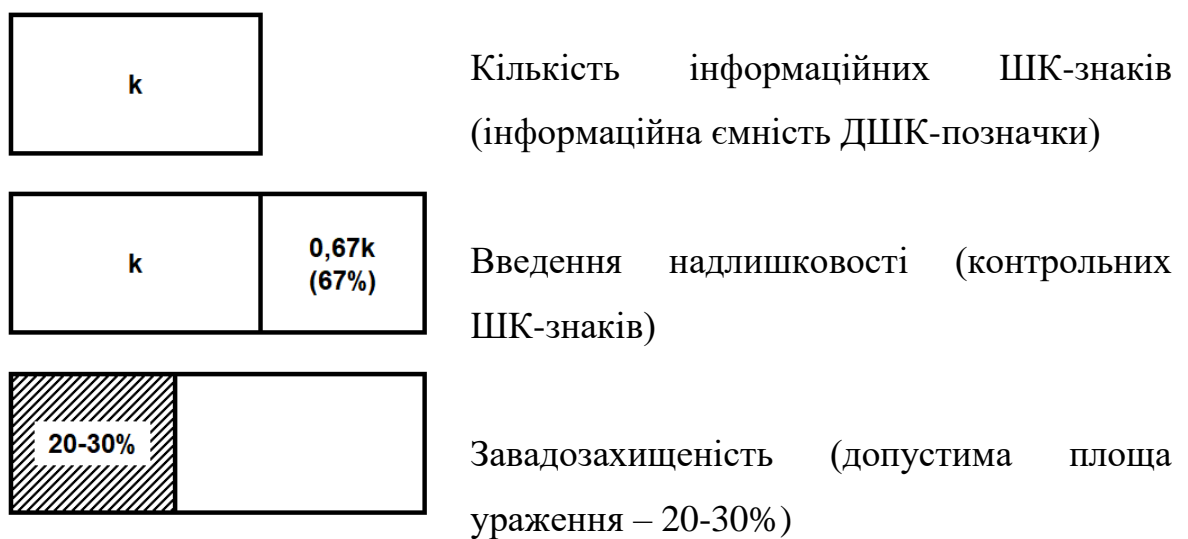 k
Кількість інформаційних ШК-знаків
(інформаційна ємність ДШК-позначки)
k
0,67k
(67%)
Введення надлишковості (контрольних
ШК-знаків)
20-30%
Завадозахищеність (допустима площа
ураження – 20-30%)